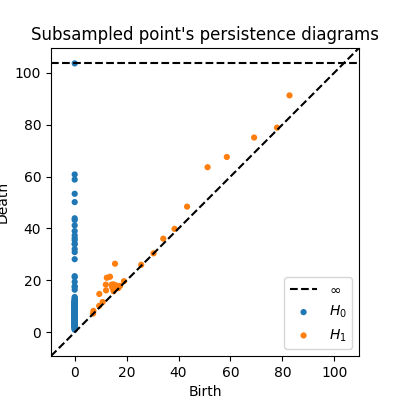 Subsampled point's persistence diagrams
100
80
60
40
20
0
Death
0 20 40 60 80 100
Birth
∞
H₀
H₁